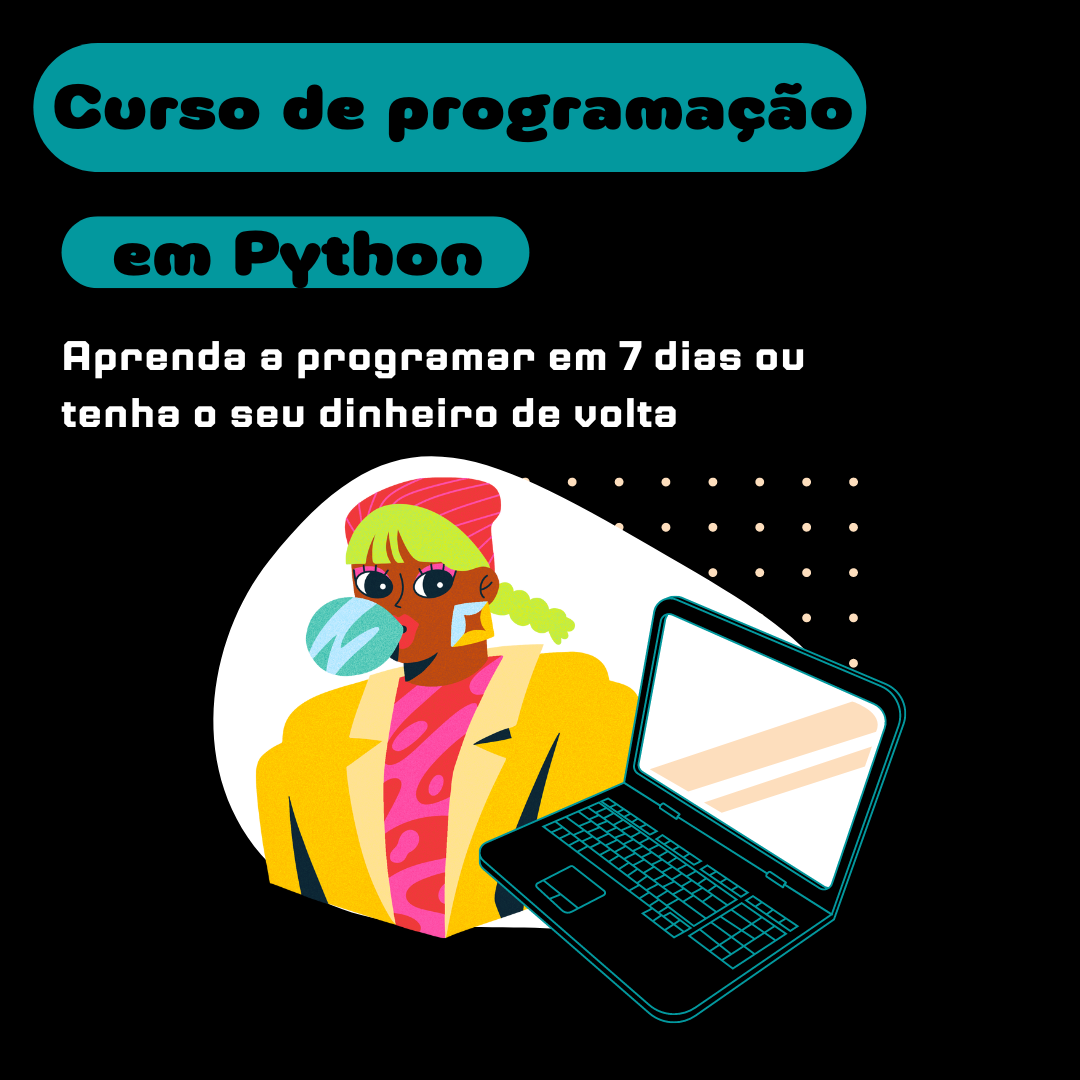 Curso de programação
em Python
Aprenda a programar em 7 dias ou
tenha o seu dinheiro de volta